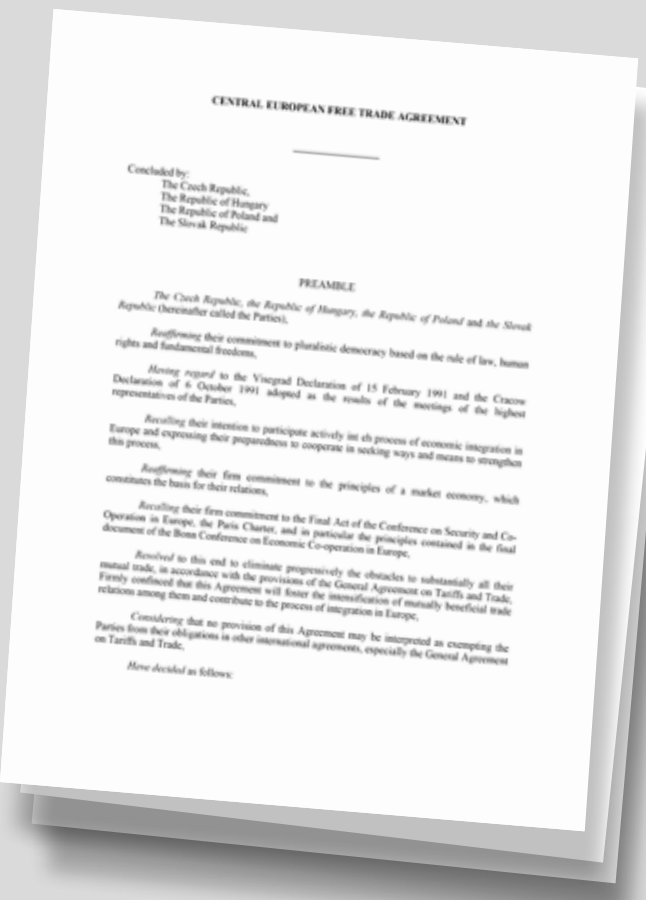 CENTRAL EUROPEAN FREE TRADE AGREEMENT
Concluded by:
The Czech Republic,
The Republic of Hungary
The Republic of Poland and
The Slovak Republic
PREAMBLE
The Czech Republic, the Republic of Hungary, the Republic of Poland and the Slovak
Republic (hereinafter called the Parties),
Reaffirming their commitment to pluralistic democracy based on the rule of law, human
rights and fundamental freedoms,
Having regard to the Visegrad Declaration of 15 February 1991 and the Cracow
Declaration of 6 October 1991 adopted as the results of the meetings of the highest
representatives of the Parties,
Recalling their intention to participate actively int eh process of economic integration in
Europe and expressing their preparedness to cooperate in seeking ways and means to strengthen
this process,
Reaffirming their firm commitment to the principles of a market economy, which
constitutes the basis for their relations,
Recalling their firm commitment to the Final Act of the Conference on Security and Co-
Operation in Europe, the Paris Charter, and in particular the principles contained in the final
document of the Bonn Conference on Economic Co-operation in Europe,
Resolved to this end to eliminate progressively the obstacles to substantially all their
mutual trade, in accordance with the provisions of the General Agreement on Tariffs and Trade,
Firmly confinced that this Agreement will foster the intensification of mutually beneficial trade
relations among them and contribute to the process of integration in Europe,
Considering that no provision of this Agreement may be interpreted as exempting the
Parties from their obligations in other international agreements, especially the General Agreement
on Tariffs and Trade,
Have decided as follows: